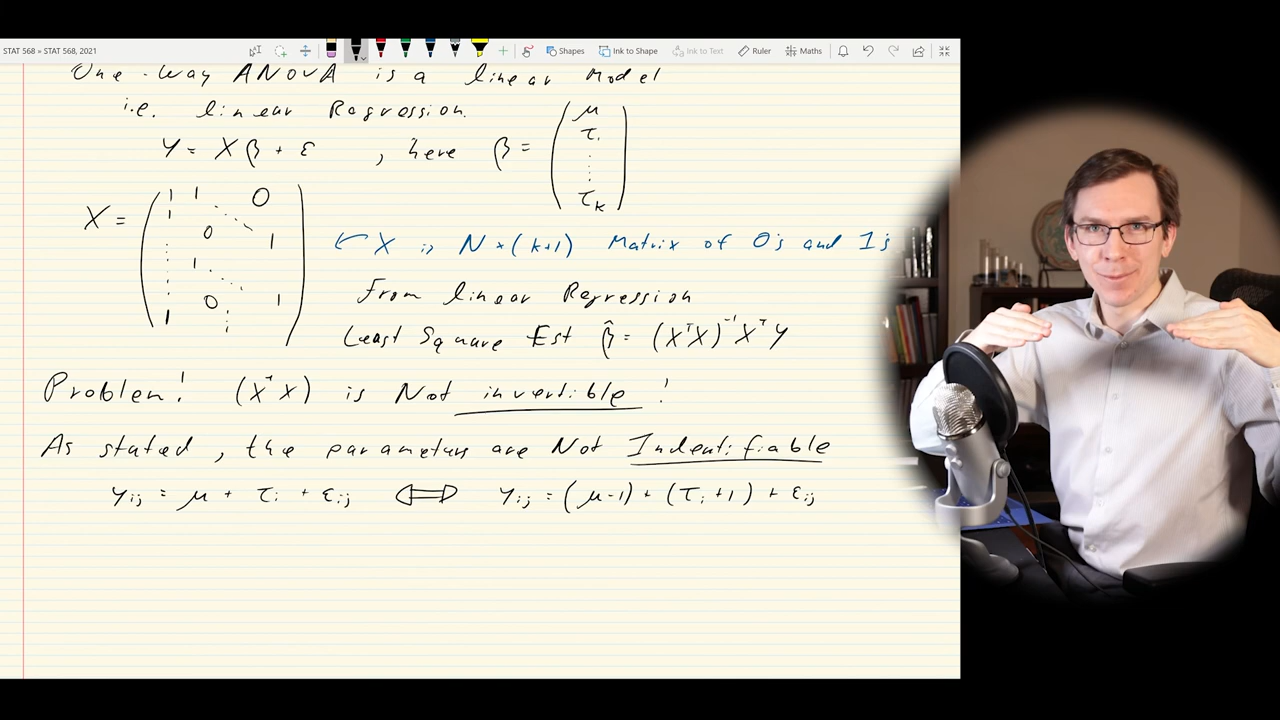 STAT 568 » STAT 568, 2021
Shapes Ink to Shape Ink to Text Ruler Maths
One-Way ANOVA is a linear Model
i.e. linear Regression.
Y = Xβ + ε , here β = ( μ τ₁ ⋮ τₖ )
X = ( 1 1 0
1
0 1
1
0 1
1 )
← X is N × (k+1) Matrix of 0's and 1's
From linear Regression
Least Square Est β̂ = (XᵀX)⁻¹XᵀY
Problem! (XᵀX) is Not invertible!
As stated, the parameters are Not Indentifiable
yᵢⱼ = μ + τᵢ + εᵢⱼ ⟺ yᵢⱼ = (μ-1) + (τᵢ+1) + εᵢⱼ